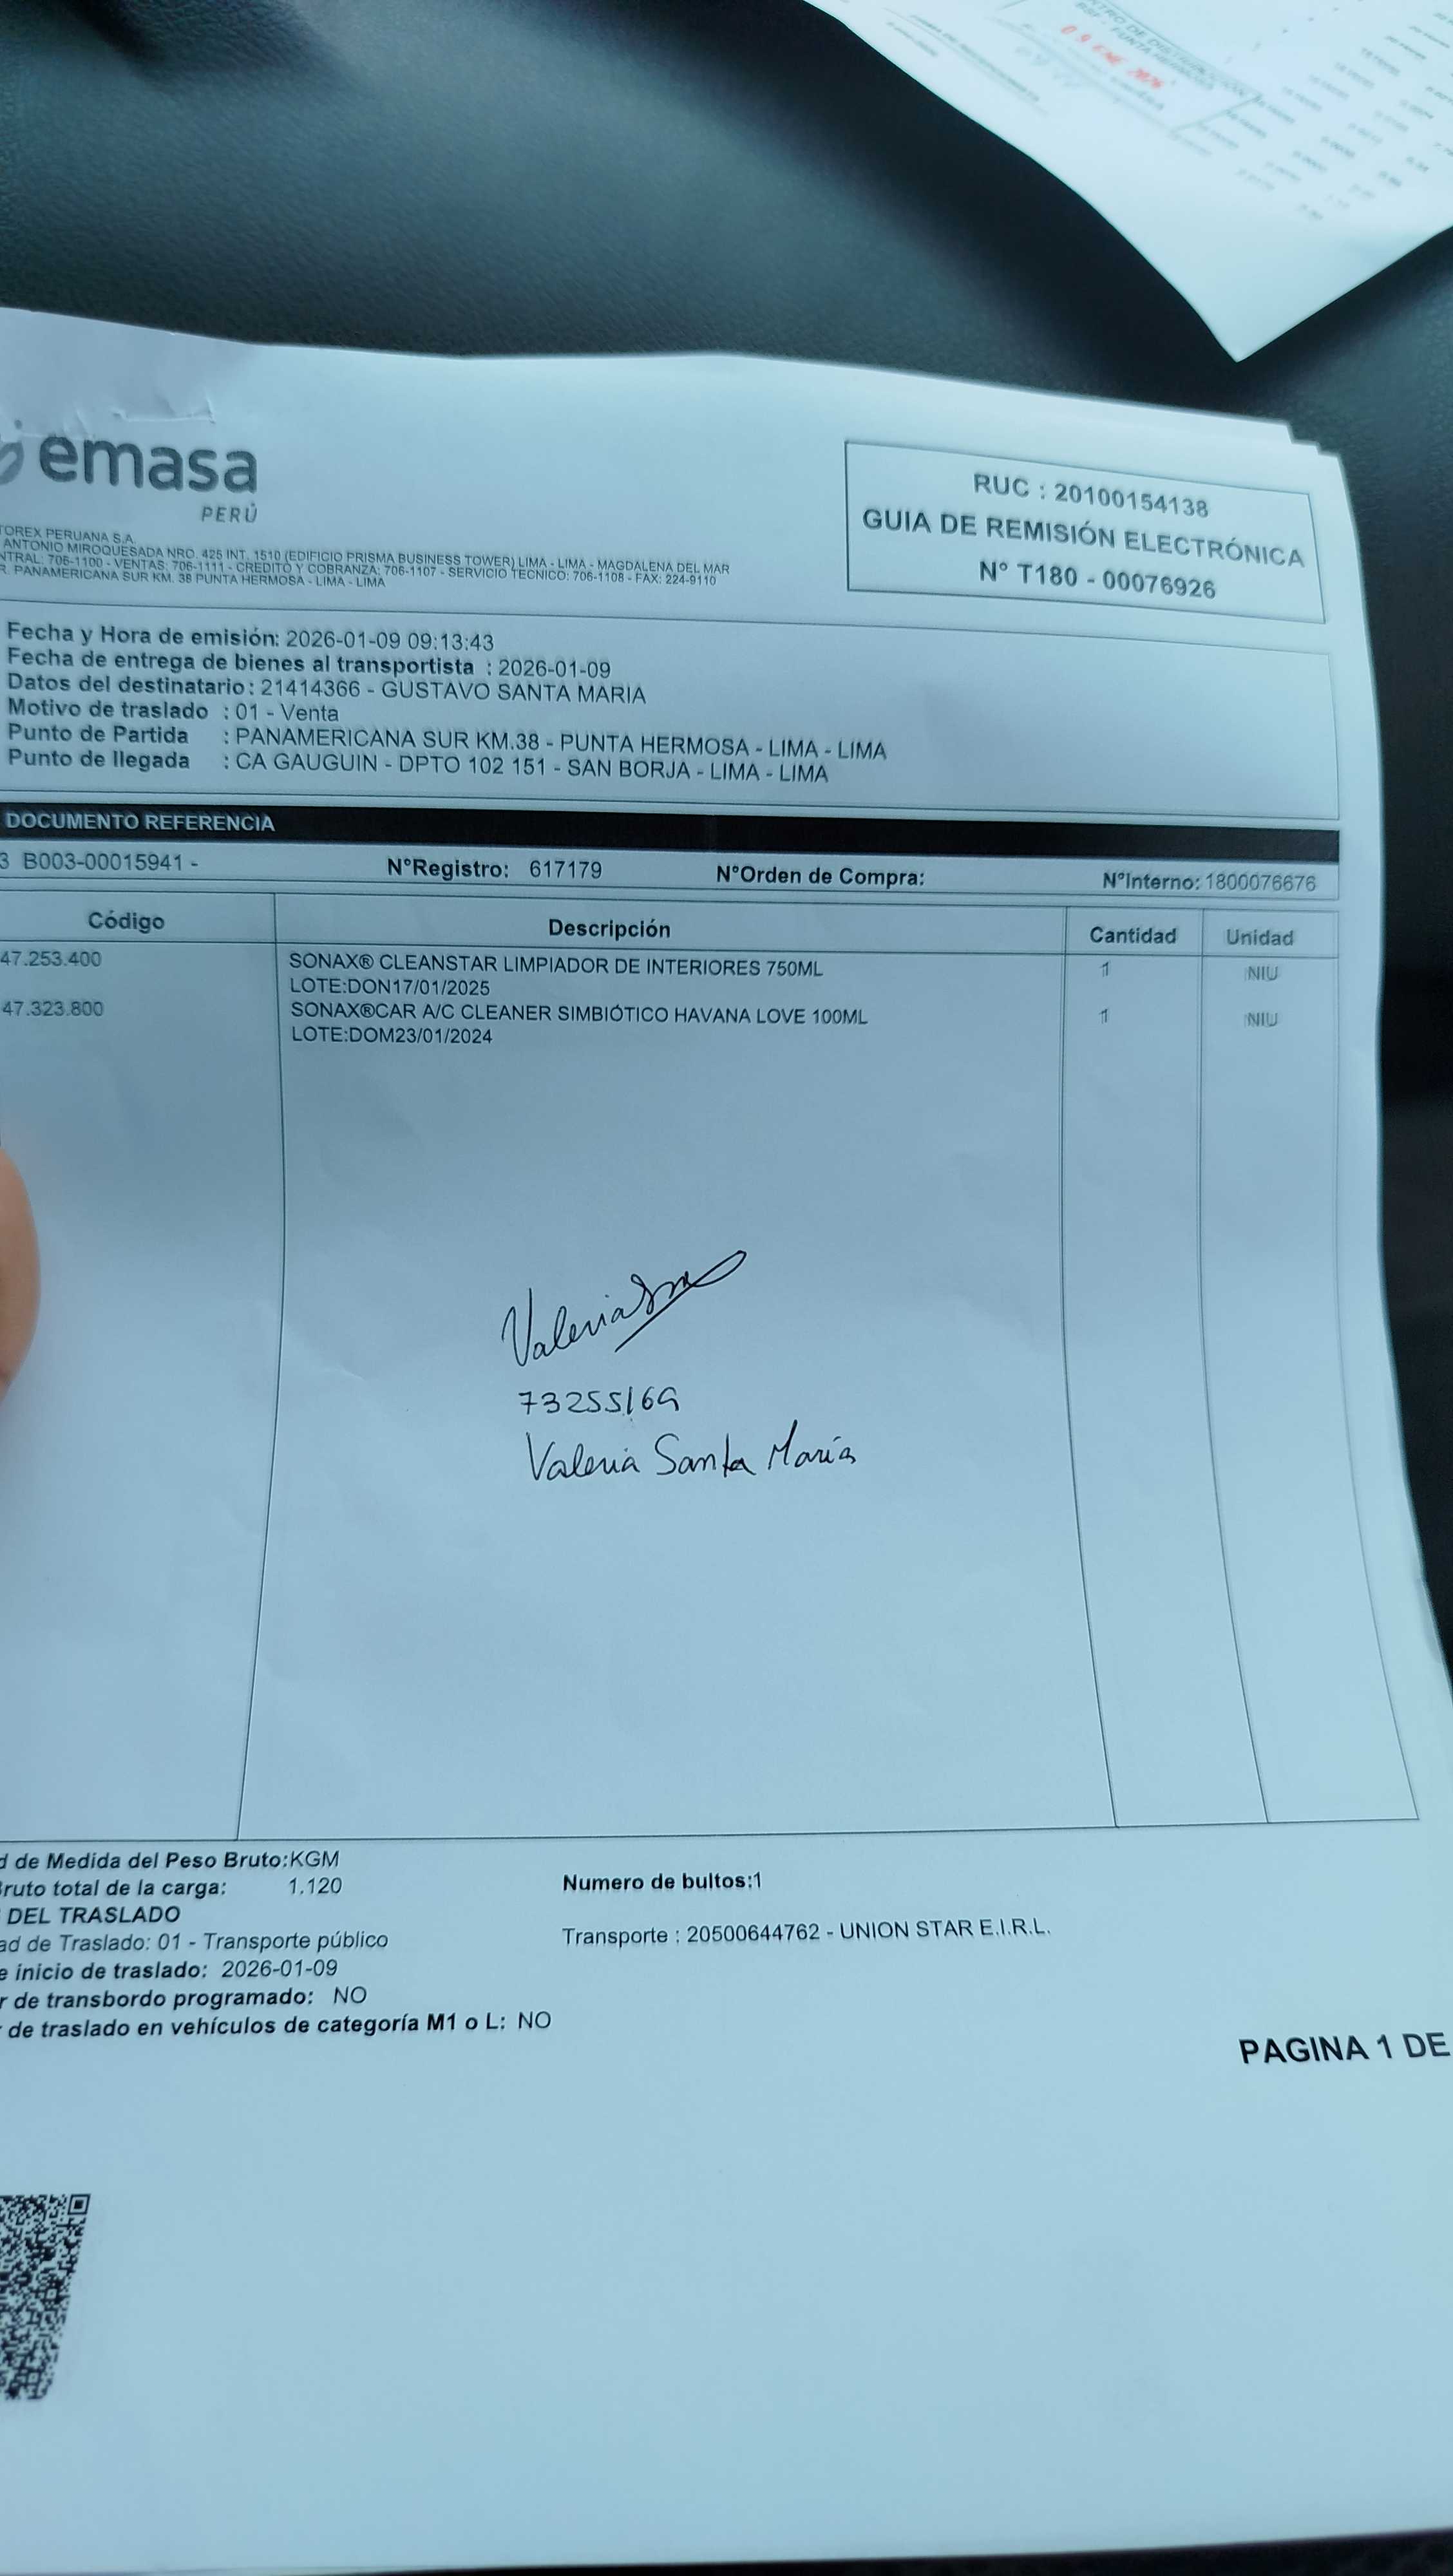 09 ENE 2026
emasa
PERÚ
TOREX PERUANA S.A.
ANTONIO MIROQUESADA NRO. 425 INT. 1510 (EDIFICIO PRISMA BUSINESS TOWER) LIMA - LIMA - MAGDALENA DEL MAR
NTRAL: 706-1100 - VENTAS: 706-1111 - CREDITO Y COBRANZA: 706-1107 - SERVICIO TECNICO: 706-1108 - FAX: 224-9110
R. PANAMERICANA SUR KM. 38 PUNTA HERMOSA - LIMA - LIMA
RUC : 20100154138
GUIA DE REMISIÓN ELECTRÓNICA
N° T180 - 00076926
Fecha y Hora de emisión: 2026-01-09 09:13:43
Fecha de entrega de bienes al transportista : 2026-01-09
Datos del destinatario : 21414366 - GUSTAVO SANTA MARIA
Motivo de traslado : 01 - Venta
Punto de Partida : PANAMERICANA SUR KM.38 - PUNTA HERMOSA - LIMA - LIMA
Punto de llegada : CA GAUGUIN - DPTO 102 151 - SAN BORJA - LIMA - LIMA
DOCUMENTO REFERENCIA
3 B003-00015941 - N°Registro: 617179 N°Orden de Compra: N°Interno: 1800076676
Código Descripción Cantidad Unidad
47.253.400 SONAX® CLEANSTAR LIMPIADOR DE INTERIORES 750ML 1 NIU
LOTE:DON17/01/2025
47.323.800 SONAX®CAR A/C CLEANER SIMBIÓTICO HAVANA LOVE 100ML 1 NIU
LOTE:DOM23/01/2024
73255169
Valeria Santa María
d de Medida del Peso Bruto:KGM
Bruto total de la carga: 1.120 Numero de bultos:1
DEL TRASLADO
ad de Traslado: 01 - Transporte público Transporte : 20500644762 - UNION STAR E.I.R.L.
e inicio de traslado: 2026-01-09
r de transbordo programado: NO
de traslado en vehículos de categoría M1 o L: NO
PAGINA 1 DE